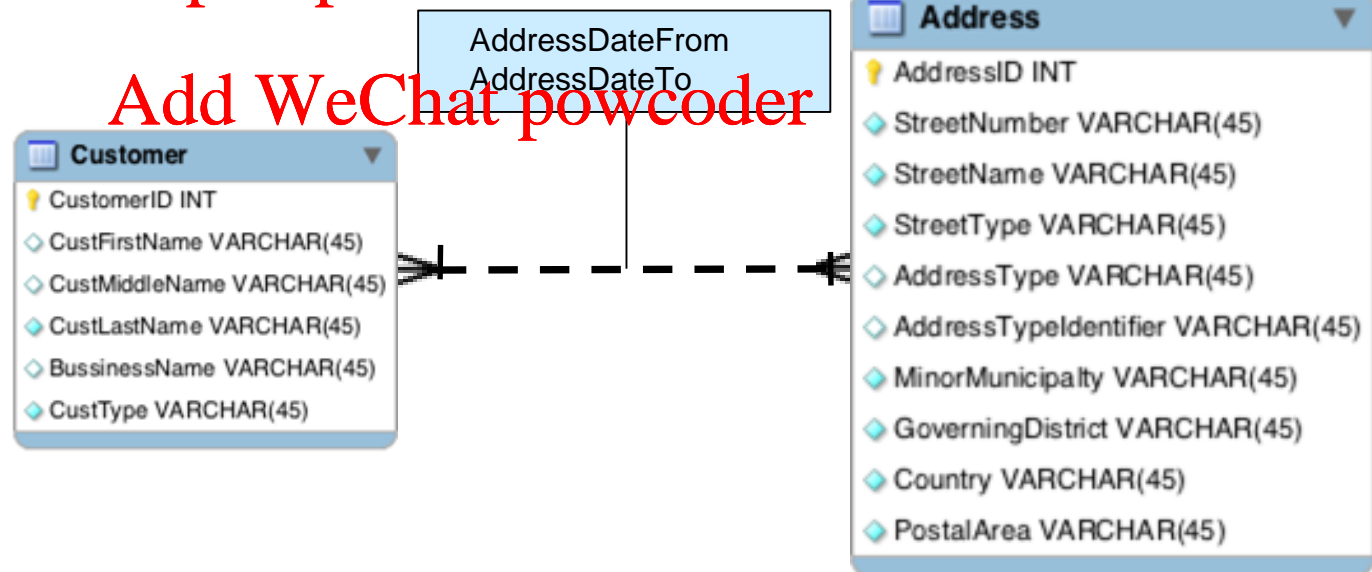 AddressDateFrom
AddressDateTo
Add WeChat powcoder
Customer
CustomerID INT
CustFirstName VARCHAR(45)
CustMiddleName VARCHAR(45)
CustLastName VARCHAR(45)
BussinessName VARCHAR(45)
CustType VARCHAR(45)
Address
AddressID INT
StreetNumber VARCHAR(45)
StreetName VARCHAR(45)
StreetType VARCHAR(45)
AddressType VARCHAR(45)
AddressTypeIdentifier VARCHAR(45)
MinorMunicipalty VARCHAR(45)
GoverningDistrict VARCHAR(45)
Country VARCHAR(45)
PostalArea VARCHAR(45)